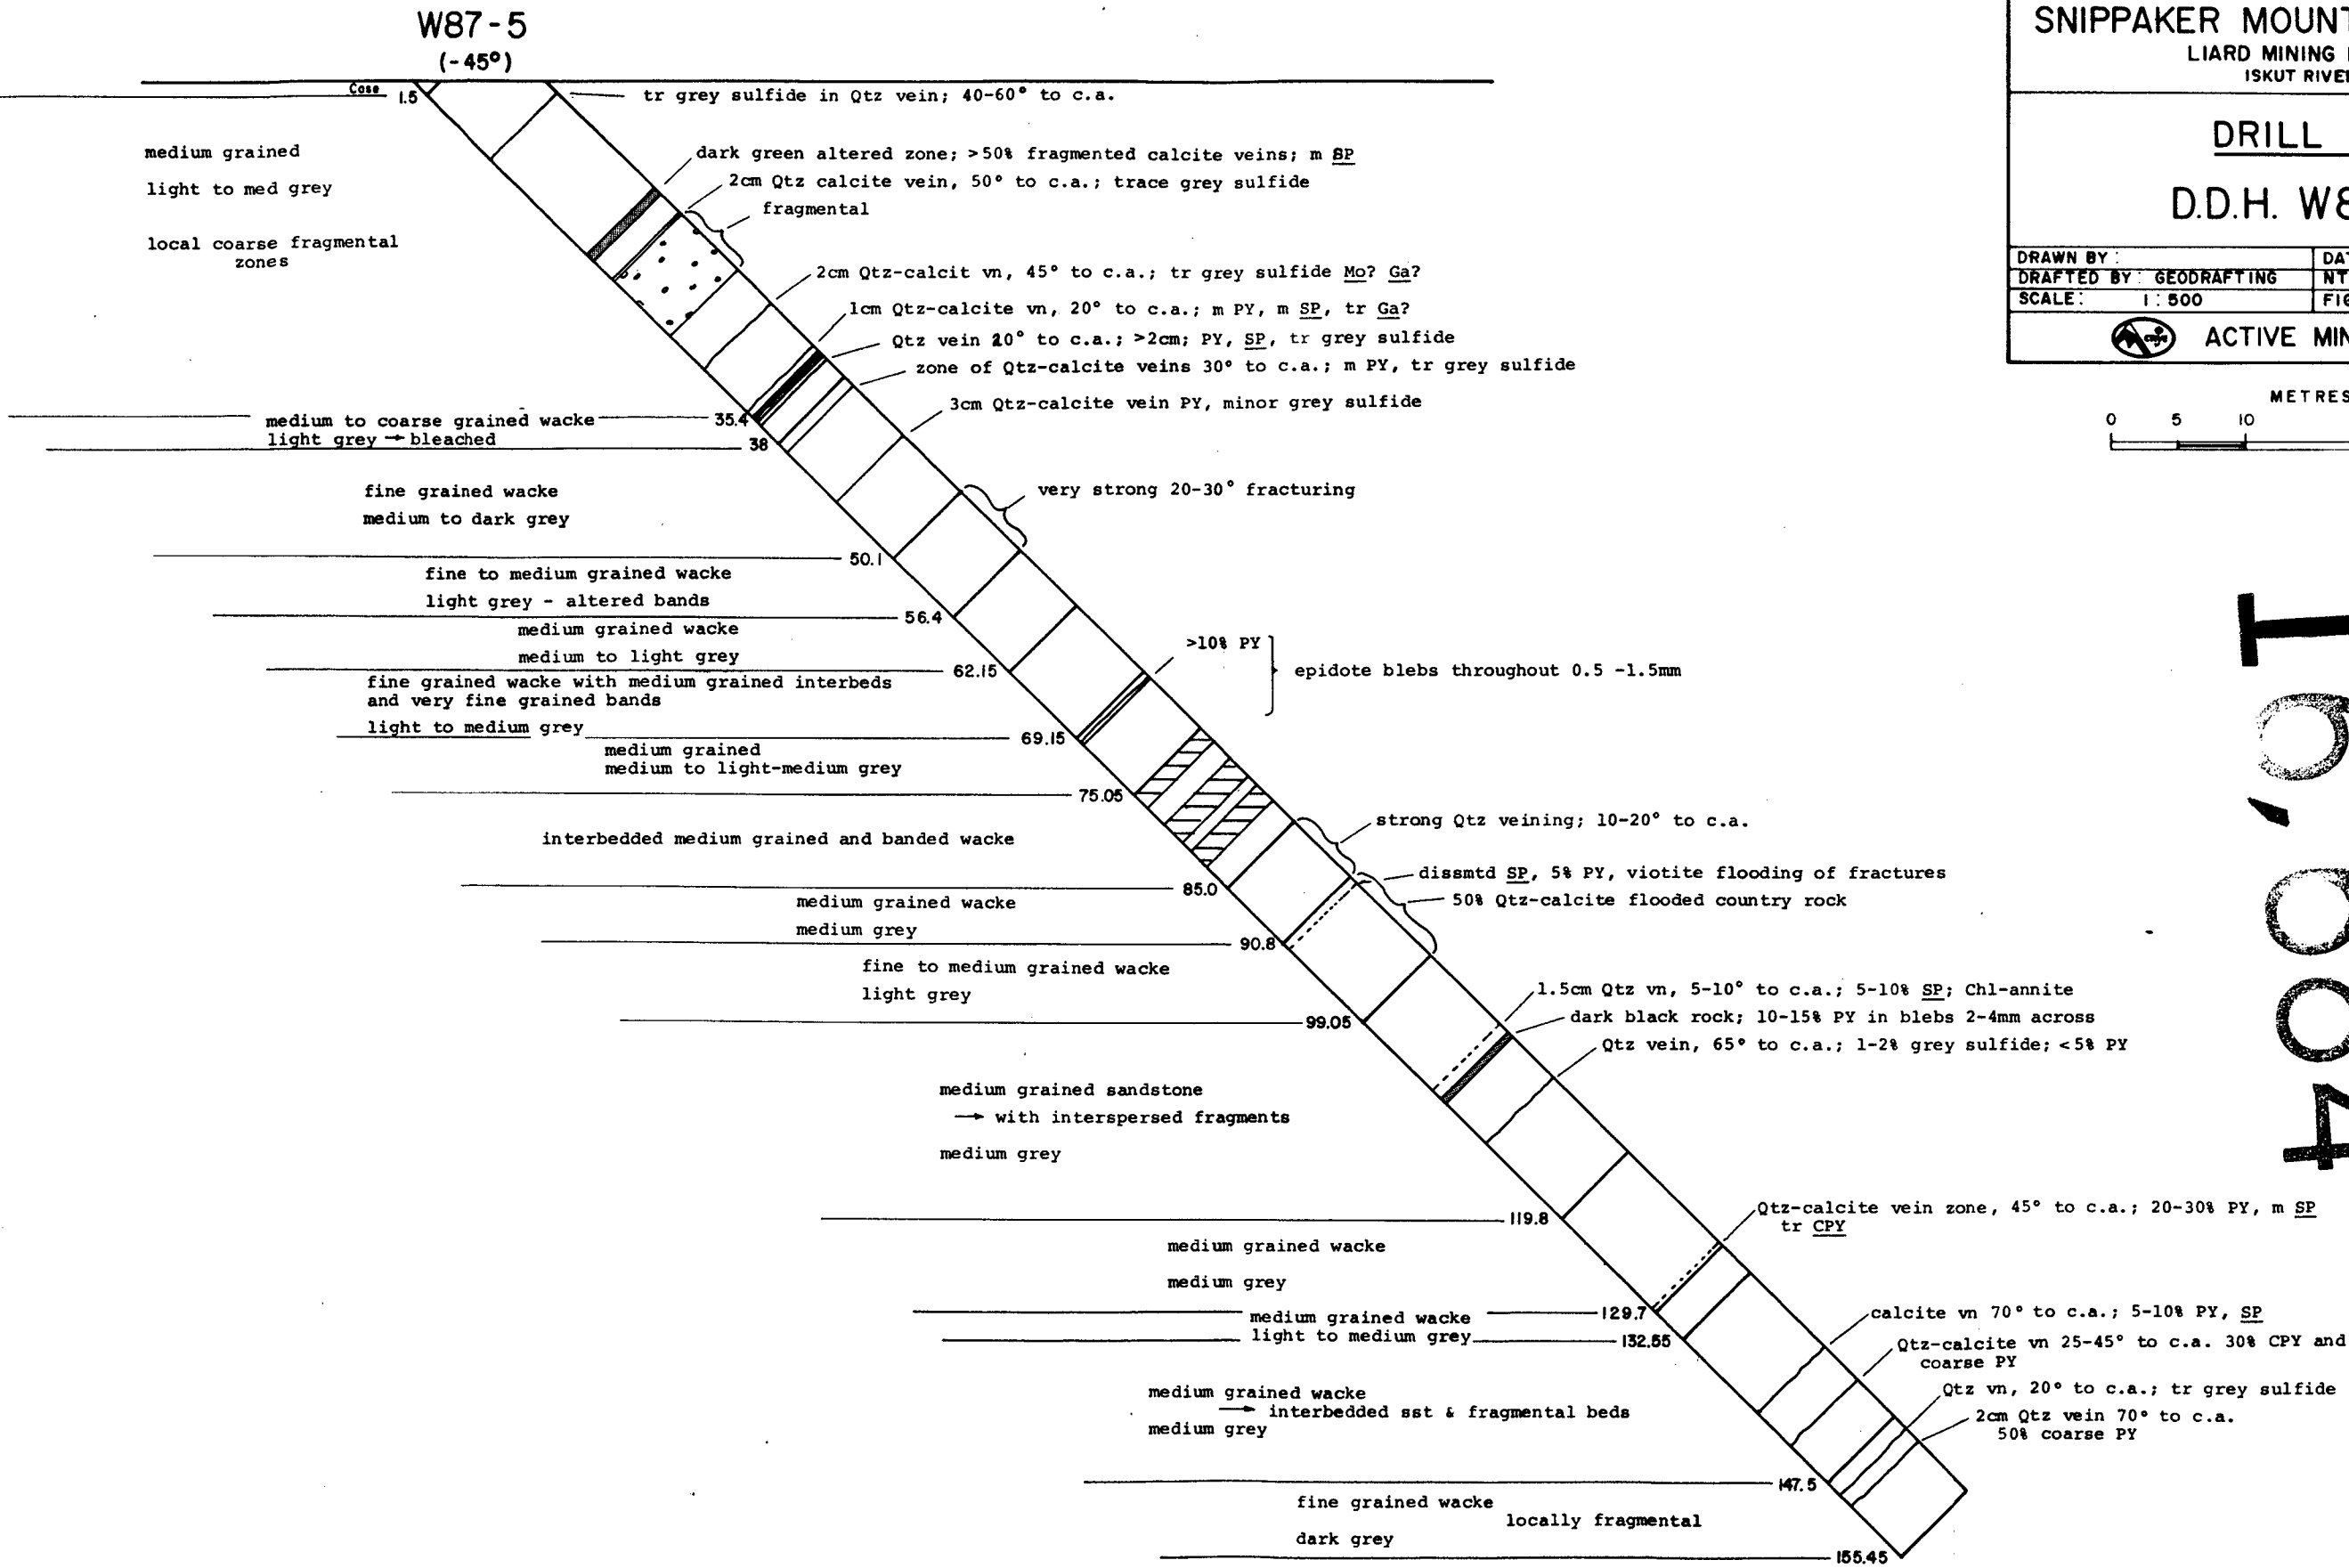 W87-5
(-45°)
Case
1.5
tr grey sulfide in Qtz vein; 40-60° to c.a.
medium grained
light to med grey
local coarse fragmental
zones
dark green altered zone; >50% fragmented calcite veins; m SP
2cm Qtz calcite vein, 50° to c.a.; trace grey sulfide
fragmental
2cm Qtz-calcit vn, 45° to c.a.; tr grey sulfide Mo? Ga?
1cm Qtz-calcite vn, 20° to c.a.; m PY, m SP, tr Ga?
Qtz vein 20° to c.a.; >2cm; PY, SP, tr grey sulfide
zone of Qtz-calcite veins 30° to c.a.; m PY, tr grey sulfide
3cm Qtz-calcite vein PY, minor grey sulfide
medium to coarse grained wacke
35.4
light grey → bleached
38
fine grained wacke
medium to dark grey
very strong 20-30° fracturing
50.1
fine to medium grained wacke
light grey - altered bands
56.4
medium grained wacke
medium to light grey
62.15
>10% PY
epidote blebs throughout 0.5 -1.5mm
fine grained wacke with medium grained interbeds
and very fine grained bands
light to medium grey
69.15
medium grained
medium to light-medium grey
75.05
interbedded medium grained and banded wacke
strong Qtz veining; 10-20° to c.a.
85.0
dissmtd SP, 5% PY, viotite flooding of fractures
50% Qtz-calcite flooded country rock
medium grained wacke
medium grey
90.8
fine to medium grained wacke
light grey
99.05
1.5cm Qtz vn, 5-10° to c.a.; 5-10% SP; Chl-annite
dark black rock; 10-15% PY in blebs 2-4mm across
Qtz vein, 65° to c.a.; 1-2% grey sulfide; <5% PY
medium grained sandstone
→ with interspersed fragments
medium grey
119.8
Qtz-calcite vein zone, 45° to c.a.; 20-30% PY, m SP
tr CPY
medium grained wacke
medium grey
129.7
medium grained wacke
light to medium grey
132.55
calcite vn 70° to c.a.; 5-10% PY, SP
Qtz-calcite vn 25-45° to c.a. 30% CPY and
coarse PY
Qtz vn, 20° to c.a.; tr grey sulfide
2cm Qtz vein 70° to c.a.
50% coarse PY
medium grained wacke
→ interbedded sst & fragmental beds
medium grey
147.5
fine grained wacke
locally fragmental
dark grey
155.45
SNIPPAKER MOUNT
LIARD MINING
ISKUT RIVE
DRILL
D.D.H. W8
DRAWN BY :
DAT
DRAFTED BY : GEODRAFTING
NT
SCALE: 1 : 500
FIG
ACTIVE MIN
METRES
0 5 10